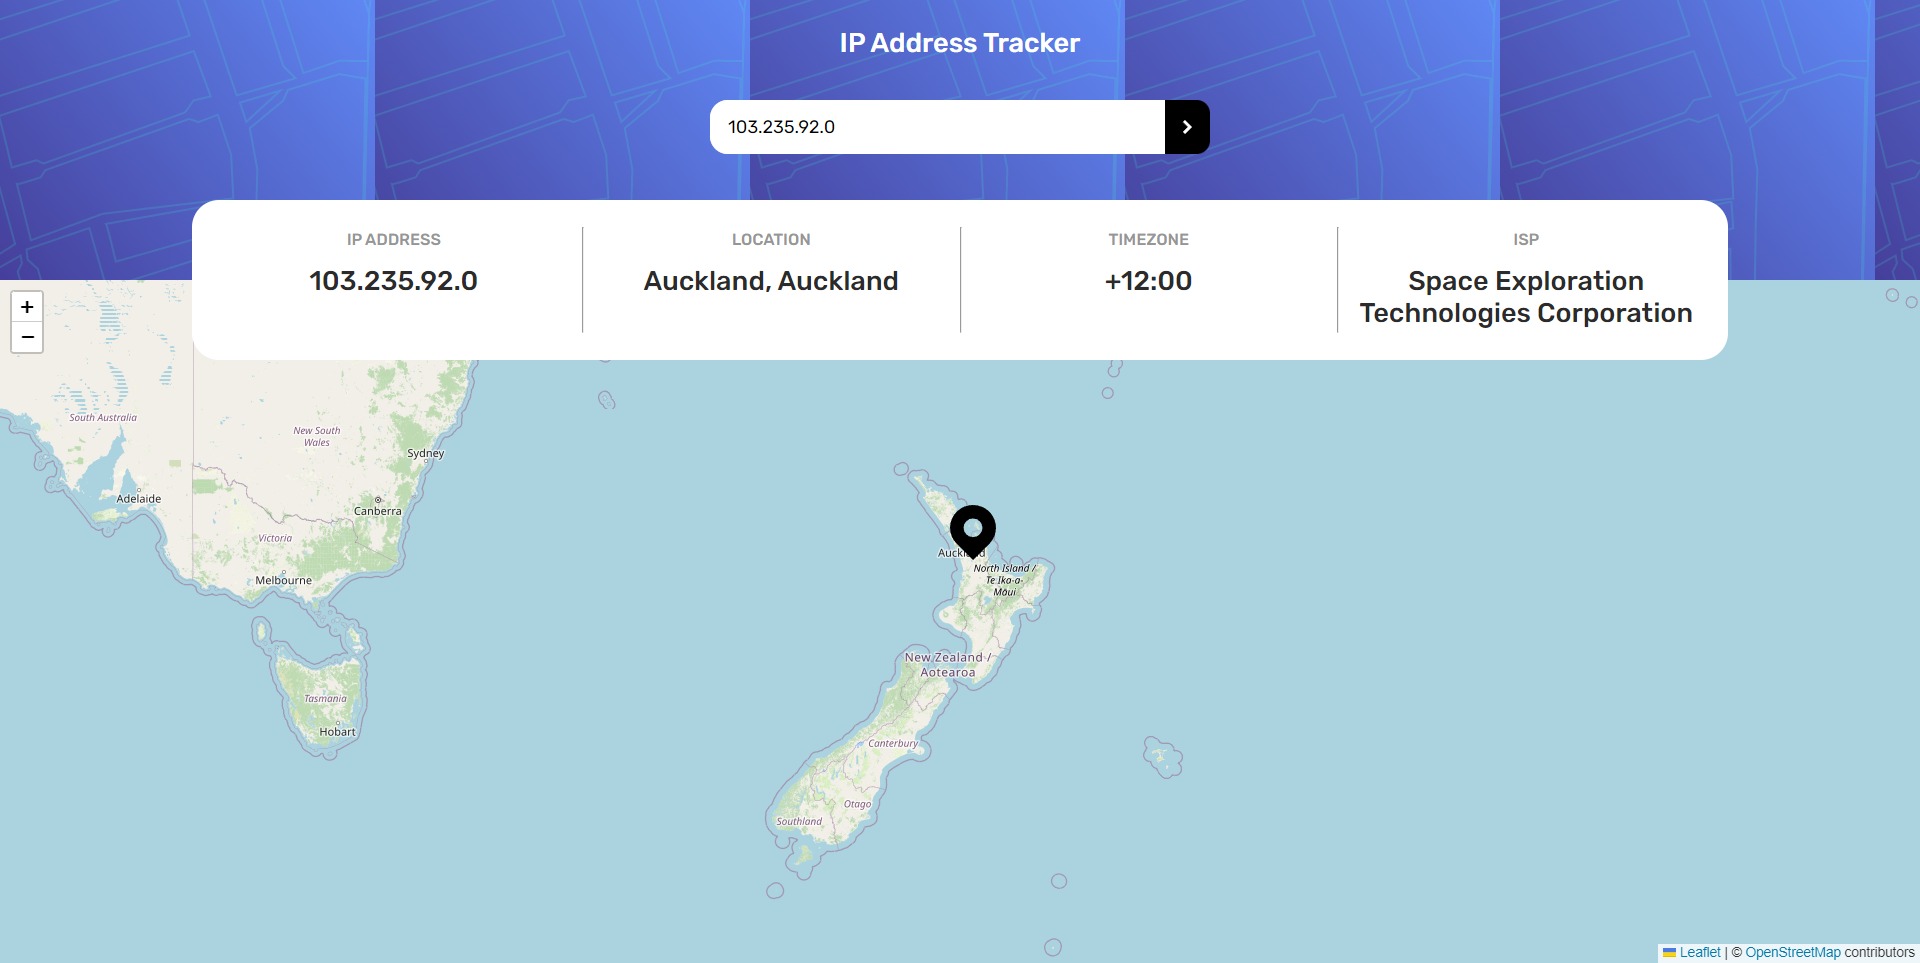 IP Address Tracker
103.235.92.0
IP ADDRESS
103.235.92.0
LOCATION
Auckland, Auckland
TIMEZONE
+12:00
ISP
Space Exploration
Technologies Corporation
+
−
South Australia
New South
Wales
Sydney
Adelaide
Canberra
Victoria
Melbourne
Tasmania
Hobart
Auckland
North Island /
Te Ika-a-
Māui
New Zealand /
Aotearoa
Canterbury
Otago
Southland
Leaflet | © OpenStreetMap contributors